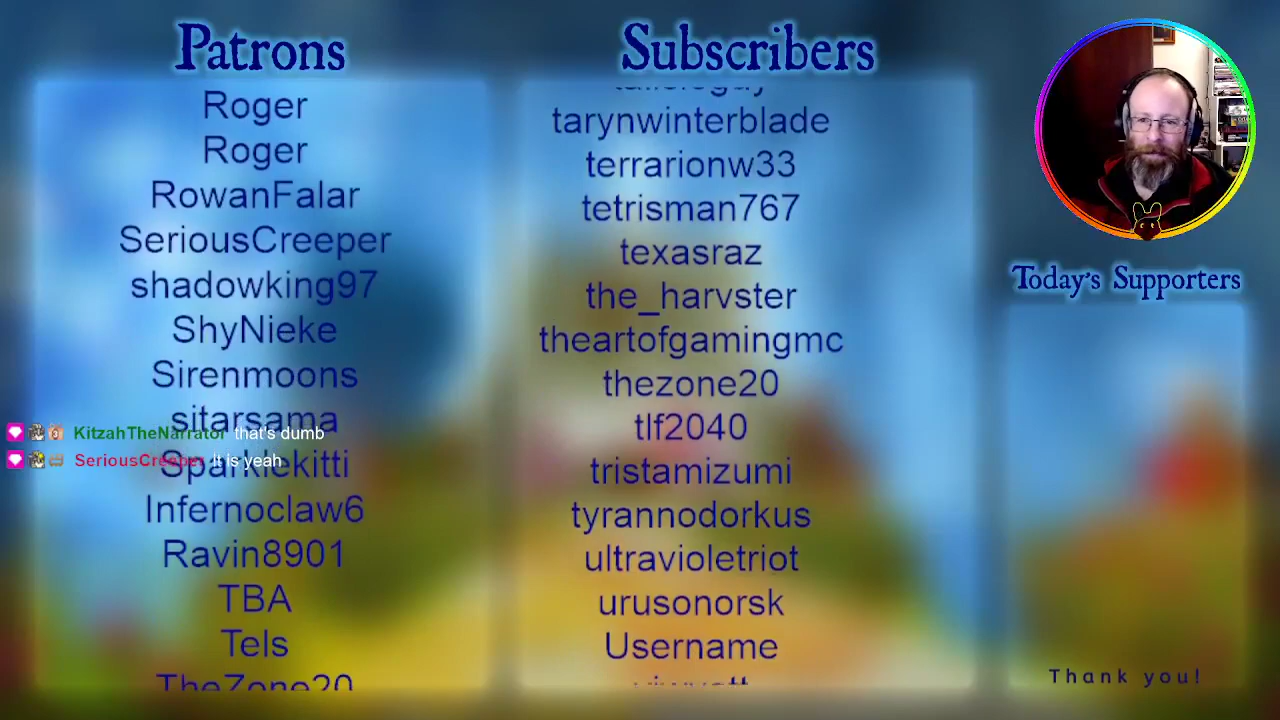 Patrons
Roger
Roger
RowanFalar
SeriousCreeper
shadowking97
ShyNieke
Sirenmoons
sitarsama
Sparklekitti
Infernoclaw6
Ravin8901
TBA
Tels
TheZone20
KitzahTheNarrator that's dumb
SeriousCreeper It is yeah
Subscribers
tarynwinterblade
terrarionw33
tetrisman767
texasraz
the_harvster
theartofgamingmc
thezone20
tlf2040
tristamizumi
tyrannodorkus
ultravioletriot
urusonorsk
Username
Today's Supporters
Thank you!